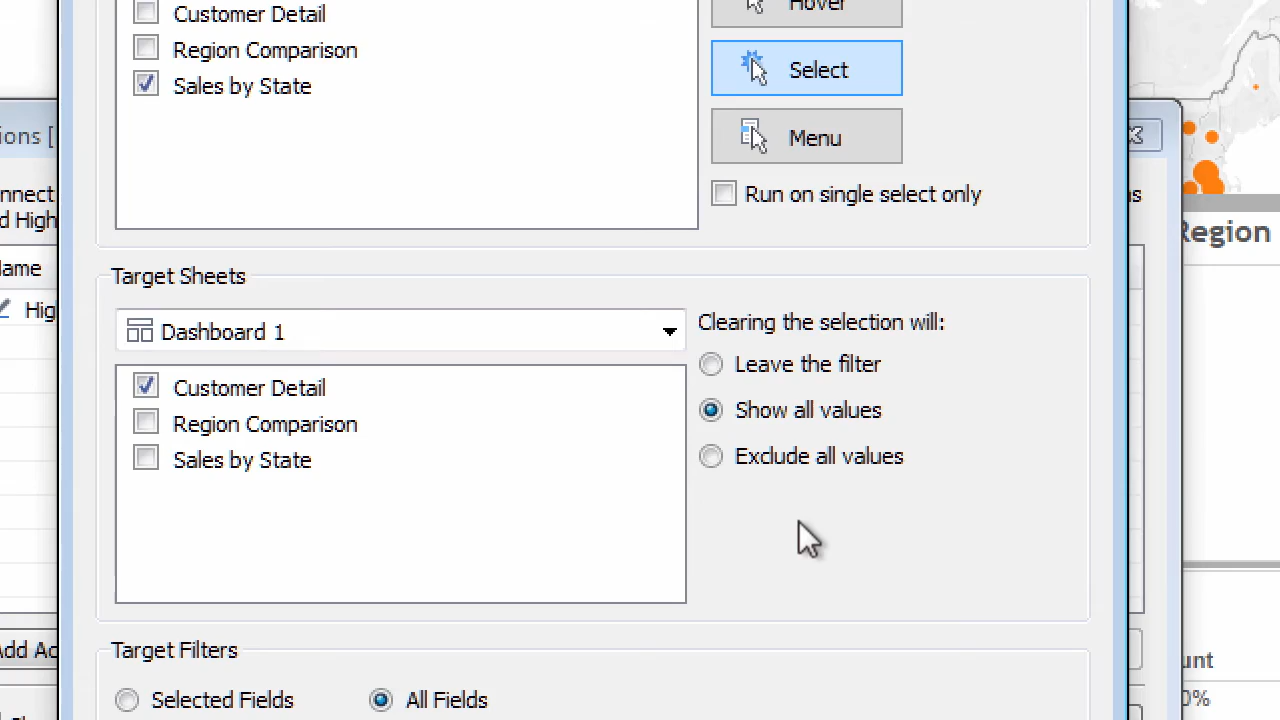 Customer Detail
Hover
Region Comparison
Sales by State
Select
Menu
Run on single select only
Target Sheets
Dashboard 1
Clearing the selection will:
Leave the filter
Customer Detail
Show all values
Region Comparison
Exclude all values
Sales by State
Target Filters
Selected Fields
All Fields
Region